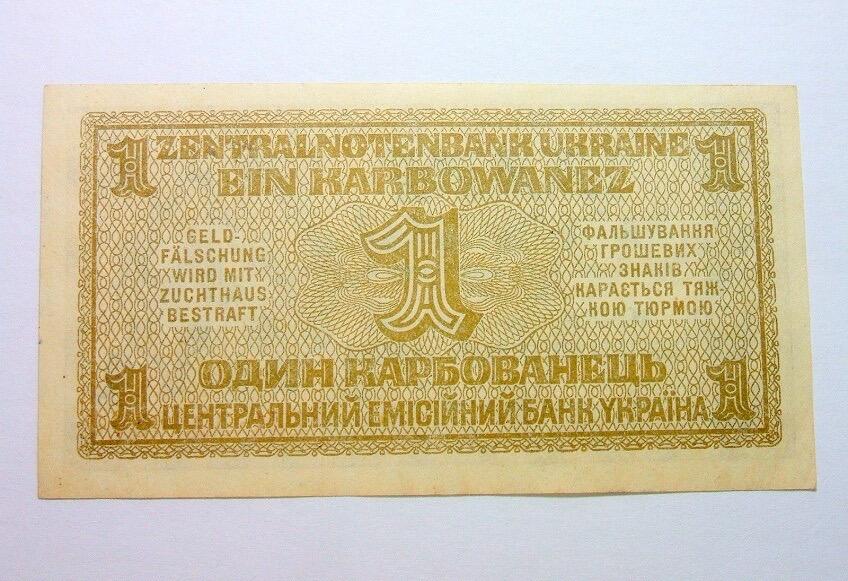 1 ZENTRALNOTENBANK UKRAINE 1
EIN KARBOWANEZ
GELD-
FÄLSCHUNG
WIRD MIT
ZUCHTHAUS
BESTRAFT
1
ФАЛЬШУВАННЯ
ГРОШЕВИХ
ЗНАКІВ
КАРАЄТЬСЯ ТЯЖ-
КОЮ ТЮРМОЮ
ОДИН КАРБОВАНЕЦЬ
1 ЦЕНТРАЛЬНИЙ ЕМІСІЙНИЙ БАНК УКРАЇНА 1